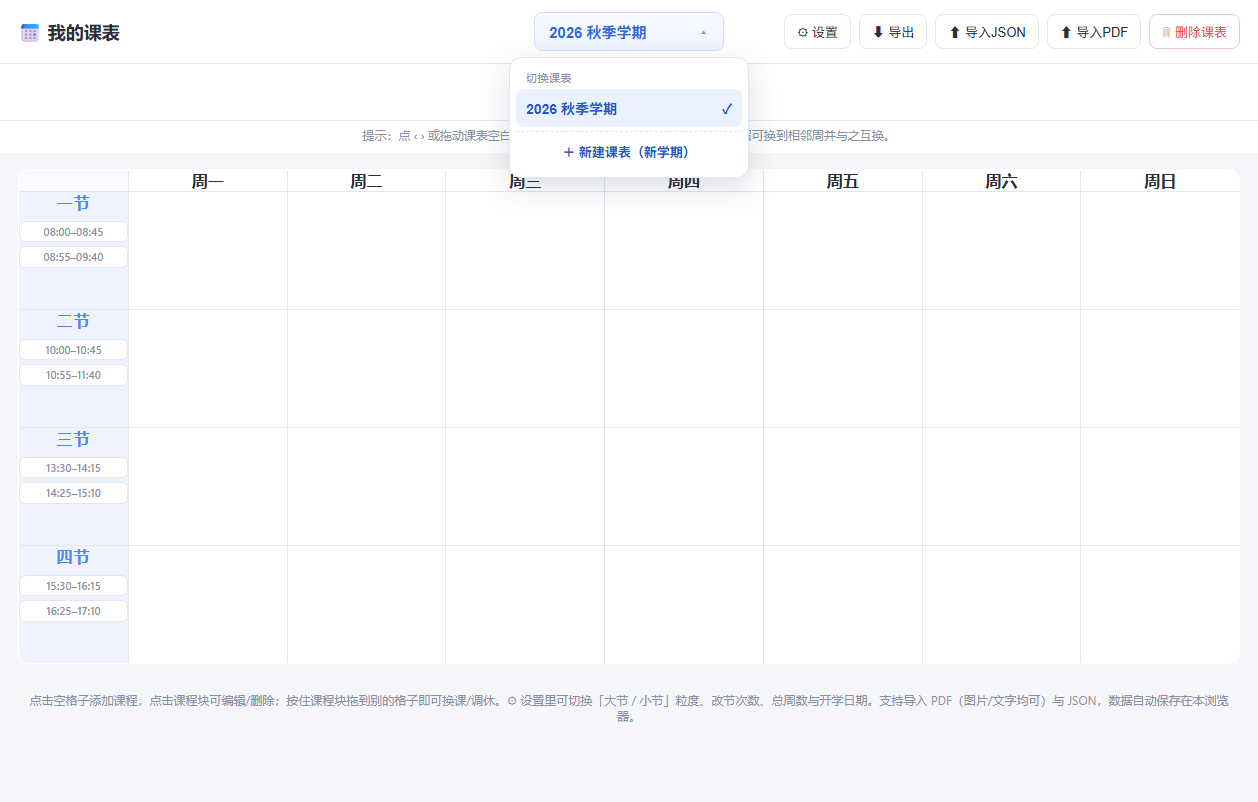 我的课表
2026 秋季学期
⚙ 设置
⬇ 导出
⬆ 导入JSON
⬆ 导入PDF
删除课表
切换课表
2026 秋季学期 ✓
＋ 新建课表（新学期）
提示：点 ‹ › 或拖动课表空白
可换到相邻周并与之互换。
周一 周二 周三 周四 周五 周六 周日
一节
08:00–08:45
08:55–09:40
二节
10:00–10:45
10:55–11:40
三节
13:30–14:15
14:25–15:10
四节
15:30–16:15
16:25–17:10
点击空格子添加课程，点击课程块可编辑/删除；按住课程块拖到别的格子即可换课/调休。⚙ 设置里可切换「大节 / 小节」粒度、改节次数、总周数与开学日期。支持导入 PDF（图片/文字均可）与 JSON，数据自动保存在本浏览
器。